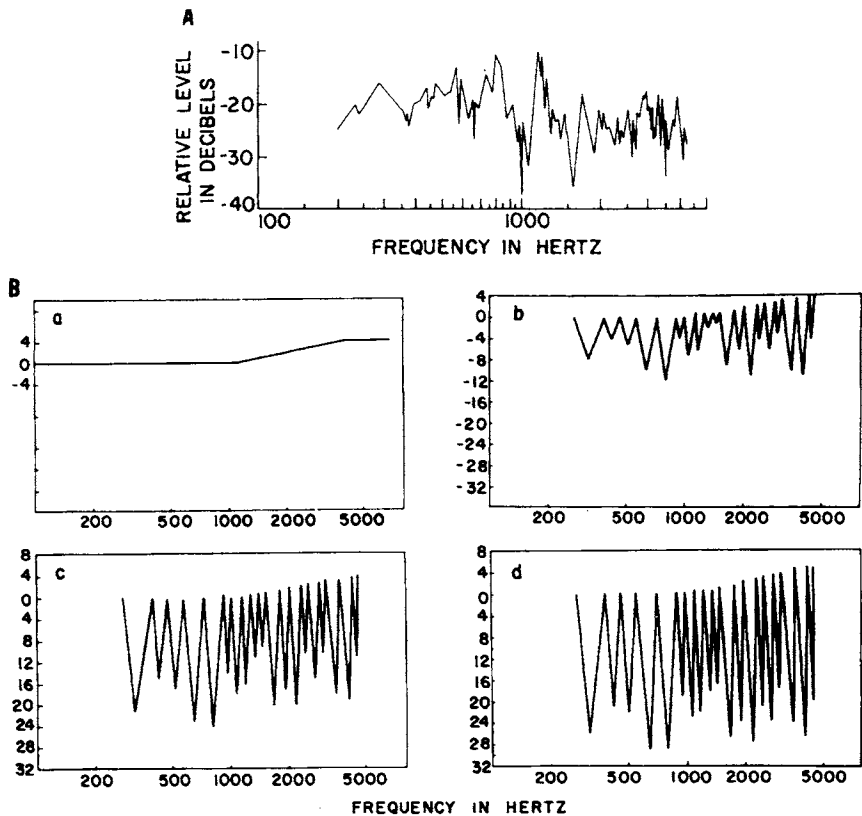 A
RELATIVE LEVEL
IN DECIBELS
-10
-20
-30
-40
100 1000
FREQUENCY IN HERTZ
B
a
4
0
-4
200 500 1000 2000 5000
b
4
0
-4
-8
-12
-16
-20
-24
-28
-32
200 500 1000 2000 5000
c
8
4
0
4
8
12
16
20
24
28
32
200 500 1000 2000 5000
d
8
4
0
4
8
12
16
20
24
28
32
200 500 1000 2000 5000
FREQUENCY IN HERTZ